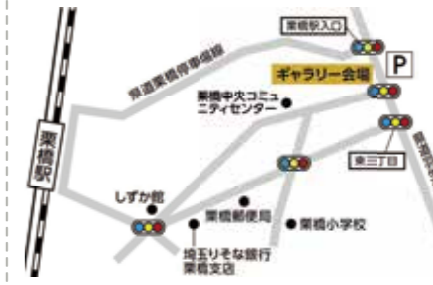 栗橋駅入口
P
県道栗橋停車場線
ギャラリー会場
栗橋中央コミュ
ニティセンター
東三丁目
栗橋駅
しずか館
栗橋郵便局
栗橋小学校
埼玉りそな銀行
栗橋支店